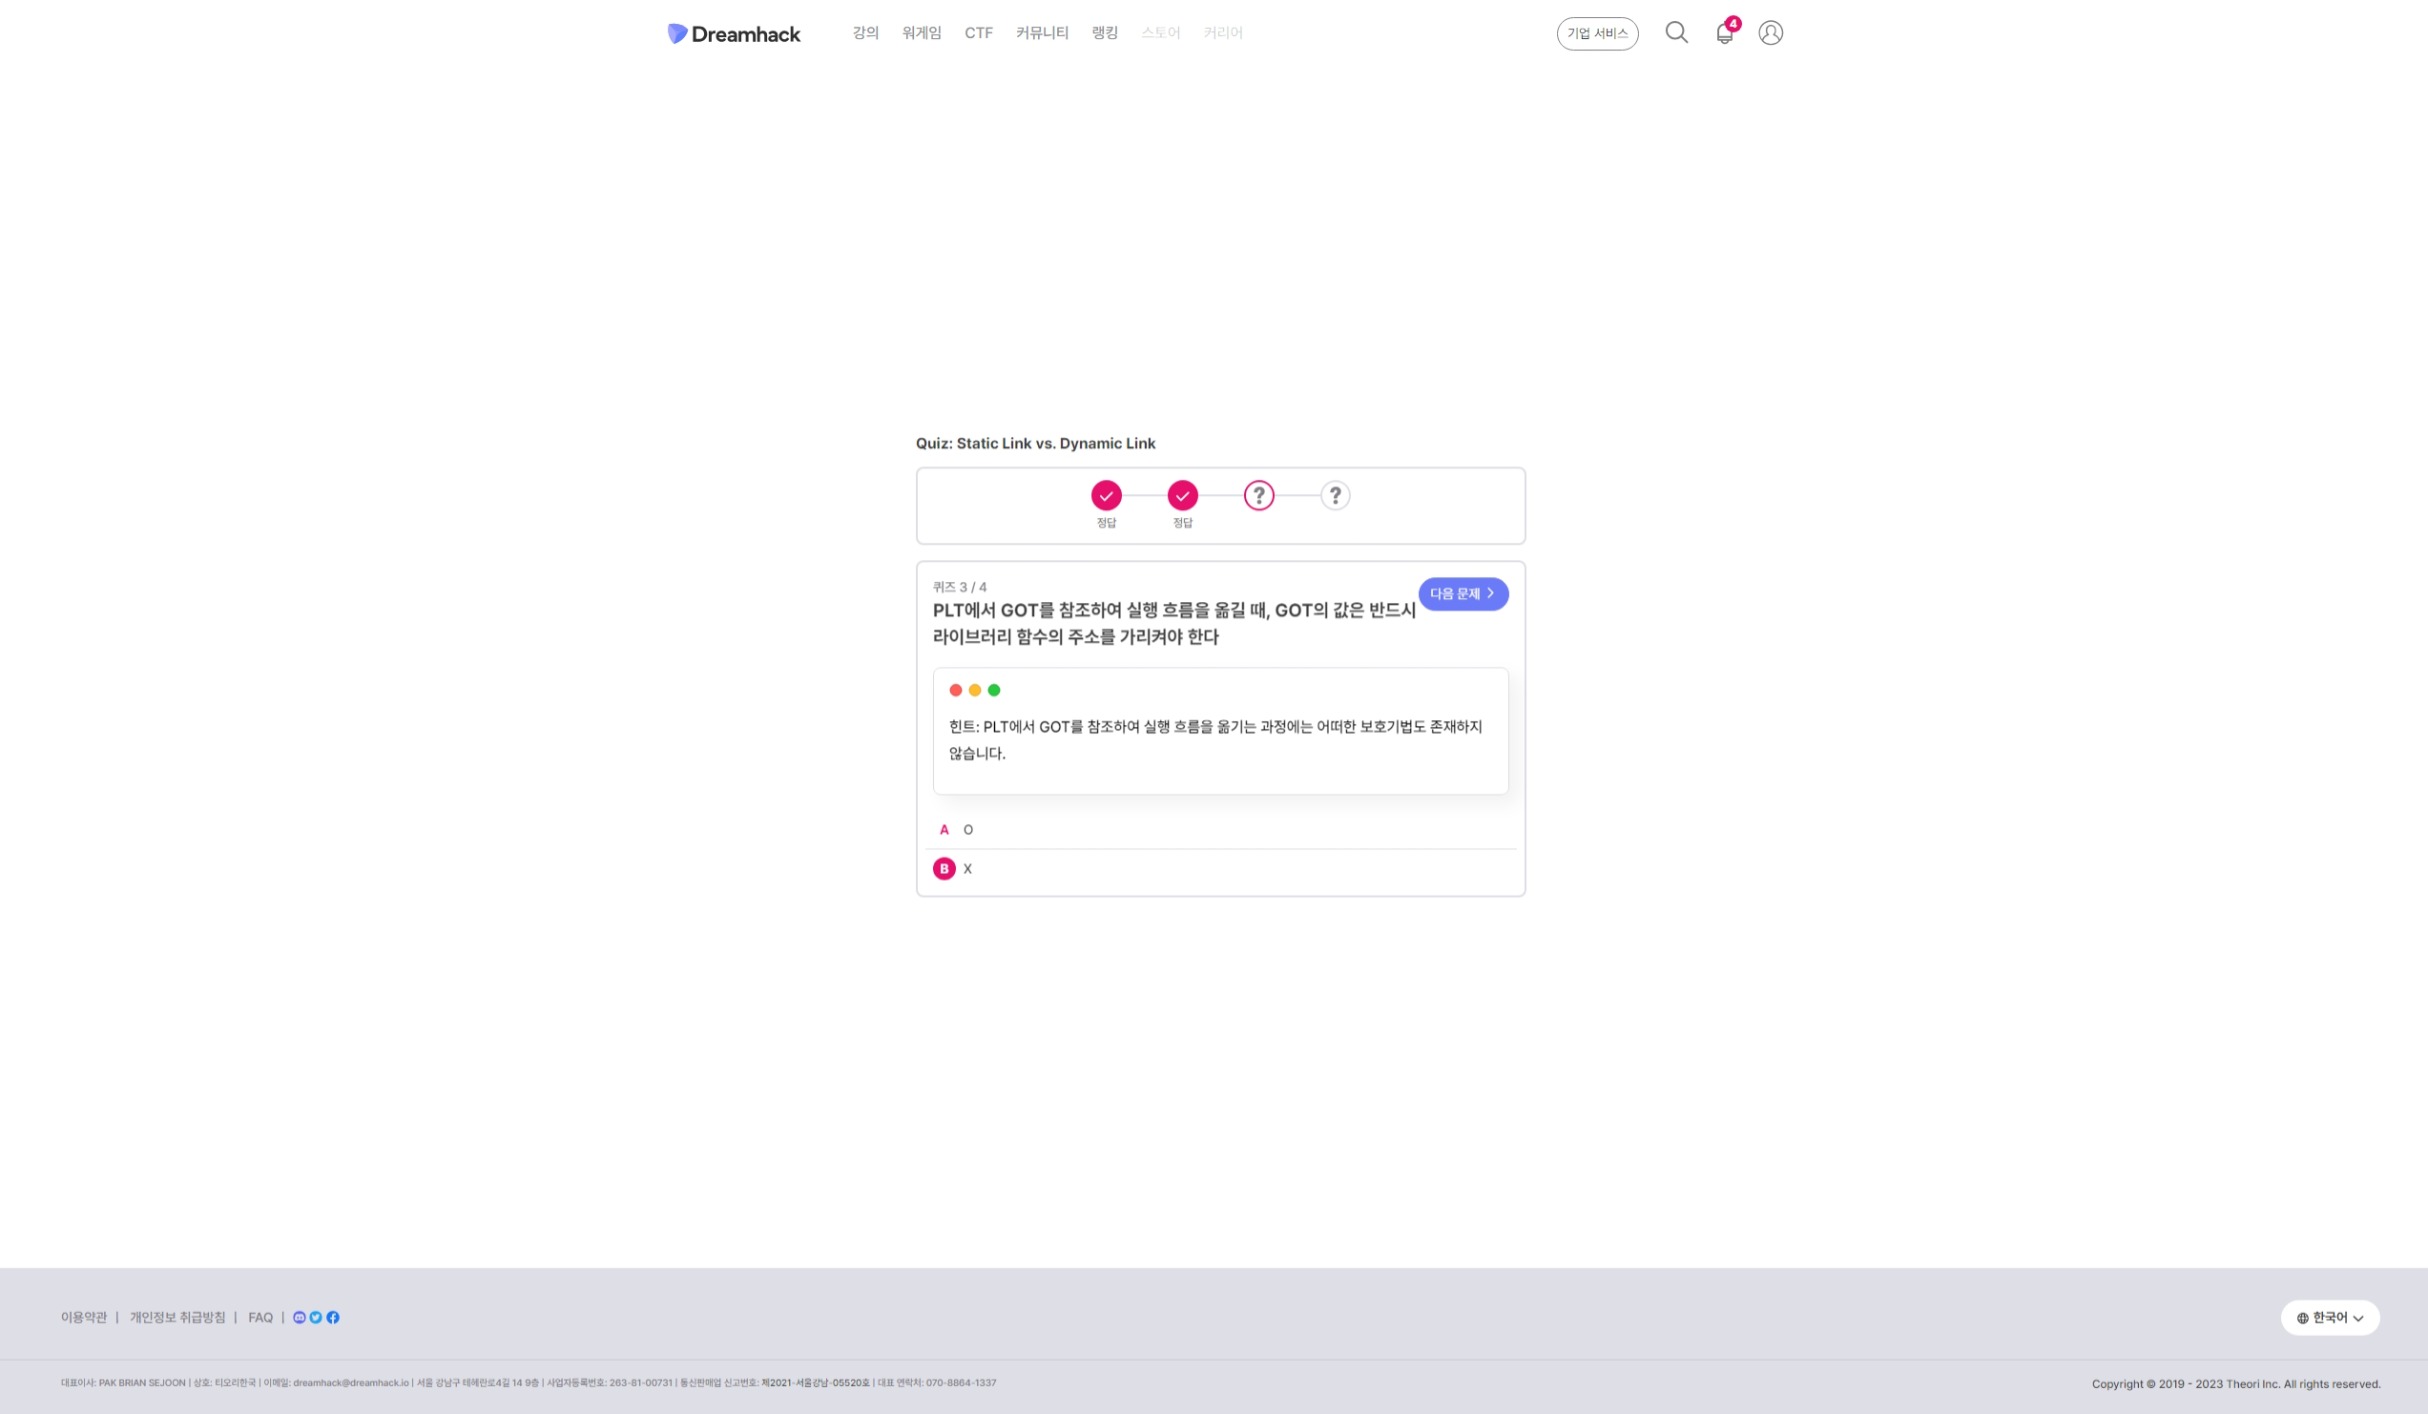 Dreamhack
강의 워게임 CTF 커뮤니티 랭킹 스토어 커리어
기업 서비스
4
Quiz: Static Link vs. Dynamic Link
? ?
정답 정답
퀴즈 3 / 4
다음 문제
PLT에서 GOT를 참조하여 실행 흐름을 옮길 때, GOT의 값은 반드시
라이브러리 함수의 주소를 가리켜야 한다
힌트: PLT에서 GOT를 참조하여 실행 흐름을 옮기는 과정에는 어떠한 보호기법도 존재하지
않습니다.
A O
B X
이용약관 | 개인정보 취급방침 | FAQ |
한국어
대표이사: PAK BRIAN SEJOON | 상호: 티오리한국 | 이메일: dreamhack@dreamhack.io | 서울 강남구 테헤란로4길 14 9층 | 사업자등록번호: 263-81-00731 | 통신판매업 신고번호: 제2021-서울강남-05520호 | 대표 연락처: 070-8864-1337
Copyright © 2019 - 2023 Theori Inc. All rights reserved.